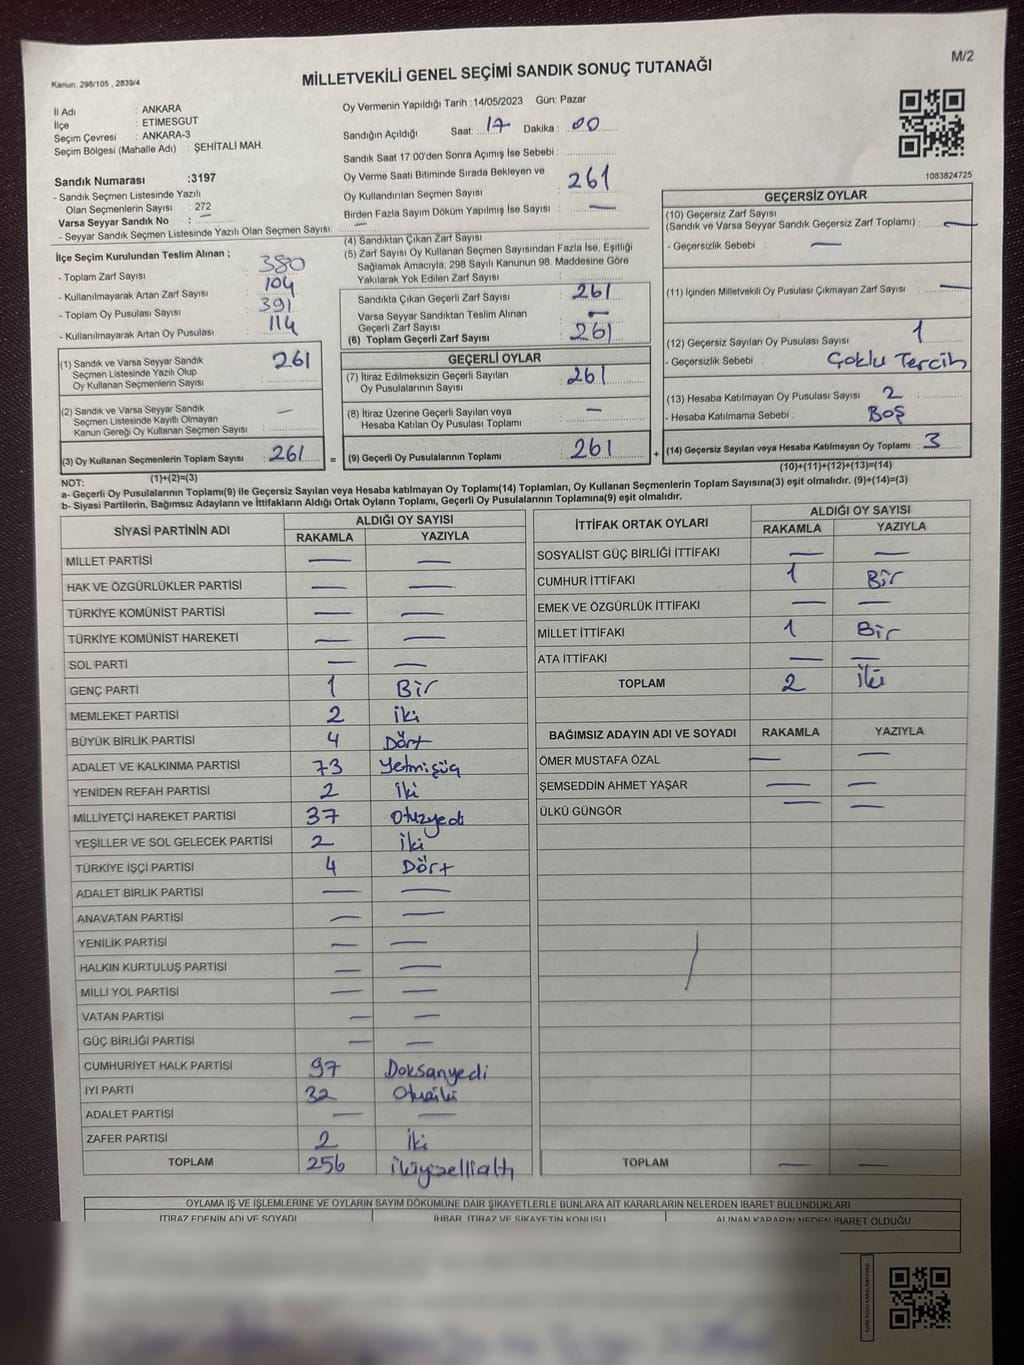 M/2
Kanun: 298/105 , 2839/4
MİLLETVEKİLİ GENEL SEÇİMİ SANDIK SONUÇ TUTANAĞI
İl Adı : ANKARA
İlçe : ETİMESGUT
Seçim Çevresi : ANKARA-3
Seçim Bölgesi (Mahalle Adı) : ŞEHİTALİ MAH.
Oy Vermenin Yapıldığı Tarih :14/05/2023 Gün: Pazar
Sandığın Açıldığı Saat: 17 Dakika : 00
Sandık Saat 17:00'den Sonra Açımış İse Sebebi :
Oy Verme Saati Bitiminde Sırada Bekleyen ve
Oy Kullandırılan Seçmen Sayısı 261
Birden Fazla Sayım Döküm Yapılmış İse Sayısı : —
1083824725
Sandık Numarası :3197
- Sandık Seçmen Listesinde Yazılı
Olan Seçmenlerin Sayısı : 272
Varsa Seyyar Sandık No : —
- Seyyar Sandık Seçmen Listesinde Yazılı Olan Seçmen Sayısı: —
İlçe Seçim Kurulundan Teslim Alınan ;
- Toplam Zarf Sayısı : 380
- Kullanılmayarak Artan Zarf Sayısı : 104
- Toplam Oy Pusulası Sayısı : 391
- Kullanılmayarak Artan Oy Pusulası : 114
(1) Sandık ve Varsa Seyyar Sandık
Seçmen Listesinde Yazılı Olup
Oy Kullanan Seçmenlerin Sayısı : 261
(2) Sandık ve Varsa Seyyar Sandık
Seçmen Listesinde Kayıtlı Olmayan
Kanun Gereği Oy Kullanan Seçmen Sayısı : —
(3) Oy Kullanan Seçmenlerin Toplam Sayısı : 261 =
(1)+(2)=(3)
(4) Sandıktan Çıkan Zarf Sayısı :
(5) Zarf Sayısı Oy Kullanan Seçmen Sayısından Fazla İse, Eşitliği
Sağlamak Amacıyla; 298 Sayılı Kanunun 98. Maddesine Göre
Yakılarak Yok Edilen Zarf Sayısı :
Sandıkta Çıkan Geçerli Zarf Sayısı : 261
Varsa Seyyar Sandıktan Teslim Alınan
Geçerli Zarf Sayısı : —
(6) Toplam Geçerli Zarf Sayısı : 261
GEÇERLİ OYLAR
(7) İtiraz Edilmeksizin Geçerli Sayılan
Oy Pusulalarının Sayısı : 261
(8) İtiraz Üzerine Geçerli Sayılan veya
Hesaba Katılan Oy Pusulası Toplamı : —
(9) Geçerli Oy Pusulalarının Toplamı : 261 +
GEÇERSİZ OYLAR
(10) Geçersiz Zarf Sayısı
(Sandık ve Varsa Seyyar Sandık Geçersiz Zarf Toplamı) : —
- Geçersizlik Sebebi : —
(11) İçinden Milletvekili Oy Pusulası Çıkmayan Zarf Sayısı : —
(12) Geçersiz Sayılan Oy Pusulası Sayısı : 1
- Geçersizlik Sebebi : Çoklu Tercih
(13) Hesaba Katılmayan Oy Pusulası Sayısı : 2
- Hesaba Katılmama Sebebi : Boş
(14) Geçersiz Sayılan veya Hesaba Katılmayan Oy Toplamı : 3
(10)+(11)+(12)+(13)=(14)
NOT:
a- Geçerli Oy Pusulalarının Toplamı(9) ile Geçersiz Sayılan veya Hesaba katılmayan Oy Toplamı(14) Toplamları, Oy Kullanan Seçmenlerin Toplam Sayısına(3) eşit olmalıdır. (9)+(14)=(3)
b- Siyasi Partilerin, Bağımsız Adayların ve İttifakların Aldığı Ortak Oyların Toplamı, Geçerli Oy Pusulalarının Toplamına(9) eşit olmalıdır.
SİYASİ PARTİNİN ADI ALDIĞI OY SAYISI
RAKAMLA YAZIYLA
MİLLET PARTİSİ — —
HAK VE ÖZGÜRLÜKLER PARTİSİ — —
TÜRKİYE KOMÜNİST PARTİSİ — —
TÜRKİYE KOMÜNİST HAREKETİ — —
SOL PARTİ — —
GENÇ PARTİ 1 Bir
MEMLEKET PARTİSİ 2 iki
BÜYÜK BİRLİK PARTİSİ 4 Dört
ADALET VE KALKINMA PARTİSİ 73 Yetmişüç
YENİDEN REFAH PARTİSİ 2 iki
MİLLİYETÇİ HAREKET PARTİSİ 37 Otuzyedi
YEŞİLLER VE SOL GELECEK PARTİSİ 2 iki
TÜRKİYE İŞÇİ PARTİSİ 4 Dört
ADALET BİRLİK PARTİSİ — —
ANAVATAN PARTİSİ — —
YENİLİK PARTİSİ — —
HALKIN KURTULUŞ PARTİSİ — —
MİLLİ YOL PARTİSİ — —
VATAN PARTİSİ — —
GÜÇ BİRLİĞİ PARTİSİ — —
CUMHURİYET HALK PARTİSİ 97 Doksanyedi
İYİ PARTİ 32 Otuziki
ADALET PARTİSİ — —
ZAFER PARTİSİ 2 iki
TOPLAM 256 ikiyüzellialtı
İTTİFAK ORTAK OYLARI ALDIĞI OY SAYISI
RAKAMLA YAZIYLA
SOSYALİST GÜÇ BİRLİĞİ İTTİFAKI — —
CUMHUR İTTİFAKI 1 Bir
EMEK VE ÖZGÜRLÜK İTTİFAKI — —
MİLLET İTTİFAKI 1 Bir
ATA İTTİFAKI — —
TOPLAM 2 iki
BAĞIMSIZ ADAYIN ADI VE SOYADI RAKAMLA YAZIYLA
ÖMER MUSTAFA ÖZAL — —
ŞEMSEDDİN AHMET YAŞAR — —
ÜLKÜ GÜNGÖR — —
TOPLAM — —
OYLAMA İŞ VE İŞLEMLERİNE VE OYLARIN SAYIM DÖKÜMÜNE DAİR ŞİKAYETLERLE BUNLARA AİT KARARLARIN NELERDEN İBARET BULUNDUKLARI
İTİRAZ EDENİN ADI VE SOYADI İHBAR, İTİRAZ VE ŞİKAYETİN KONUSU ALINAN KARARIN NEDEN İBARET OLDUĞU